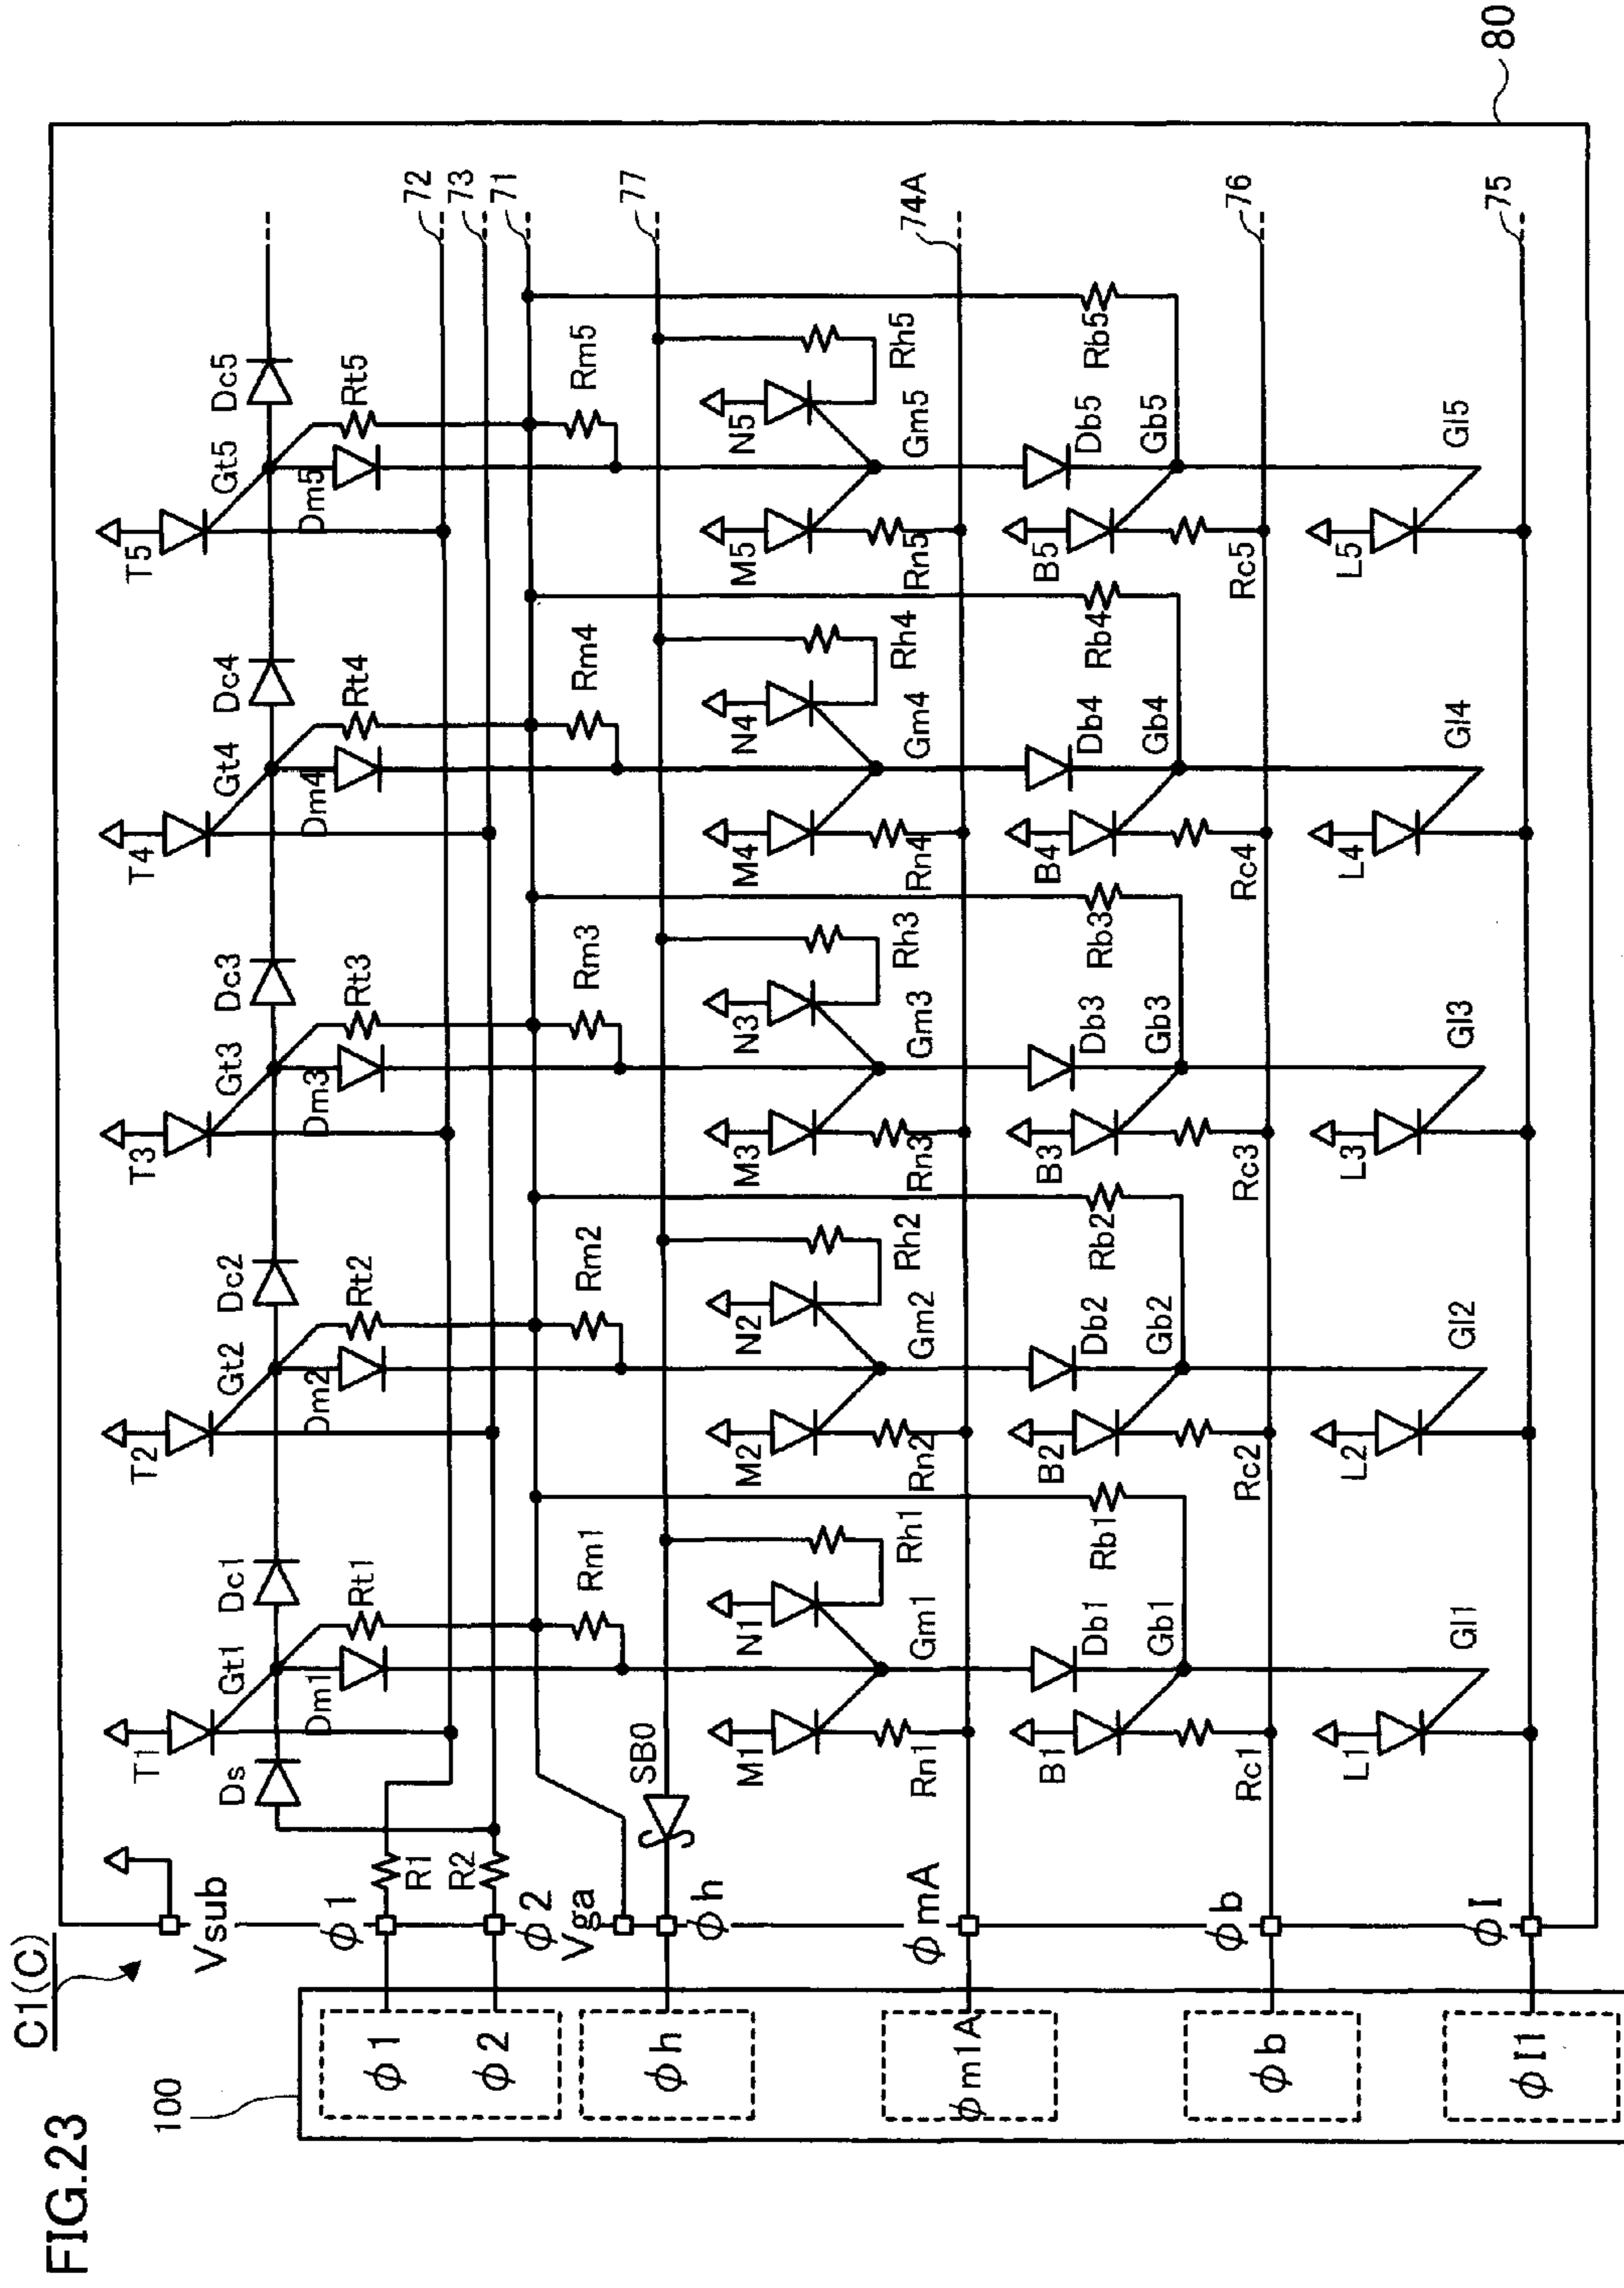 FIG.23
C1(C)
100
80
Vsub
ϕ1
ϕ2
Vga
ϕh
ϕmA
ϕb
ϕI
ϕ1
ϕ2
ϕh
ϕm1A
ϕb
ϕI1
R1
R2
Ds
SB0
T1
T2
T3
T4
T5
Gt1
Gt2
Gt3
Gt4
Gt5
Dc1
Dc2
Dc3
Dc4
Dc5
Dm1
Dm2
Dm3
Dm4
Dm5
Rt1
Rt2
Rt3
Rt4
Rt5
72
73
71
Rm1
Rm2
Rm3
Rm4
Rm5
77
M1
N1
M2
N2
M3
N3
M4
N4
M5
N5
Rh1
Rh2
Rh3
Rh4
Rh5
Rn1
Gm1
Rn2
Gm2
Rn3
Gm3
Rn4
Gm4
Rn5
Gm5
74A
B1
Db1
Rb1
B2
Db2
Rb2
B3
Db3
Rb3
B4
Db4
Rb4
B5
Db5
Rb5
Gb1
Gb2
Gb3
Gb4
Gb5
Rc1
Rc2
Rc3
Rc4
Rc5
76
L1
Gl1
L2
Gl2
L3
Gl3
L4
Gl4
L5
Gl5
75